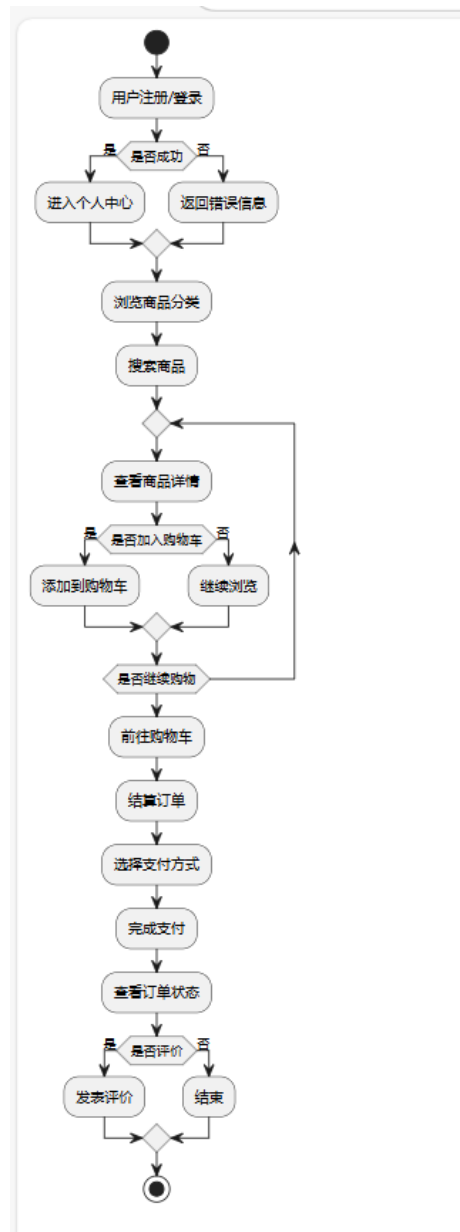 用户注册/登录
是
是否成功
否
进入个人中心
返回错误信息
浏览商品分类
搜索商品
查看商品详情
是
是否加入购物车
否
添加到购物车
继续浏览
是否继续购物
前往购物车
结算订单
选择支付方式
完成支付
查看订单状态
是
是否评价
否
发表评价
结束